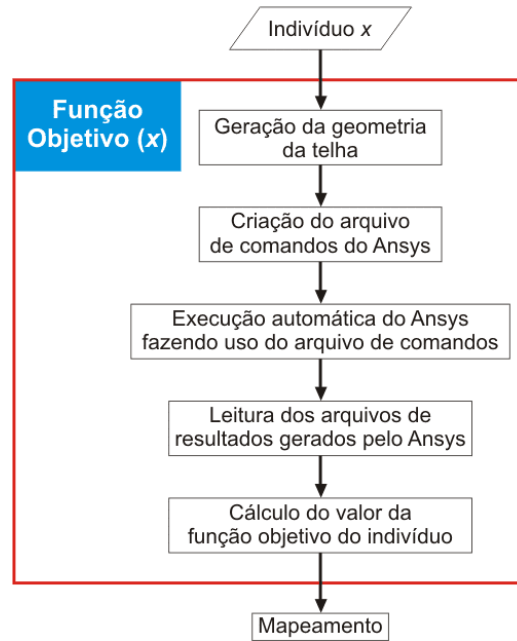 Indivíduo x
Função
Objetivo (x)
Geração da geometria
da telha
Criação do arquivo
de comandos do Ansys
Execução automática do Ansys
fazendo uso do arquivo de comandos
Leitura dos arquivos de
resultados gerados pelo Ansys
Cálculo do valor da
função objetivo do indivíduo
Mapeamento